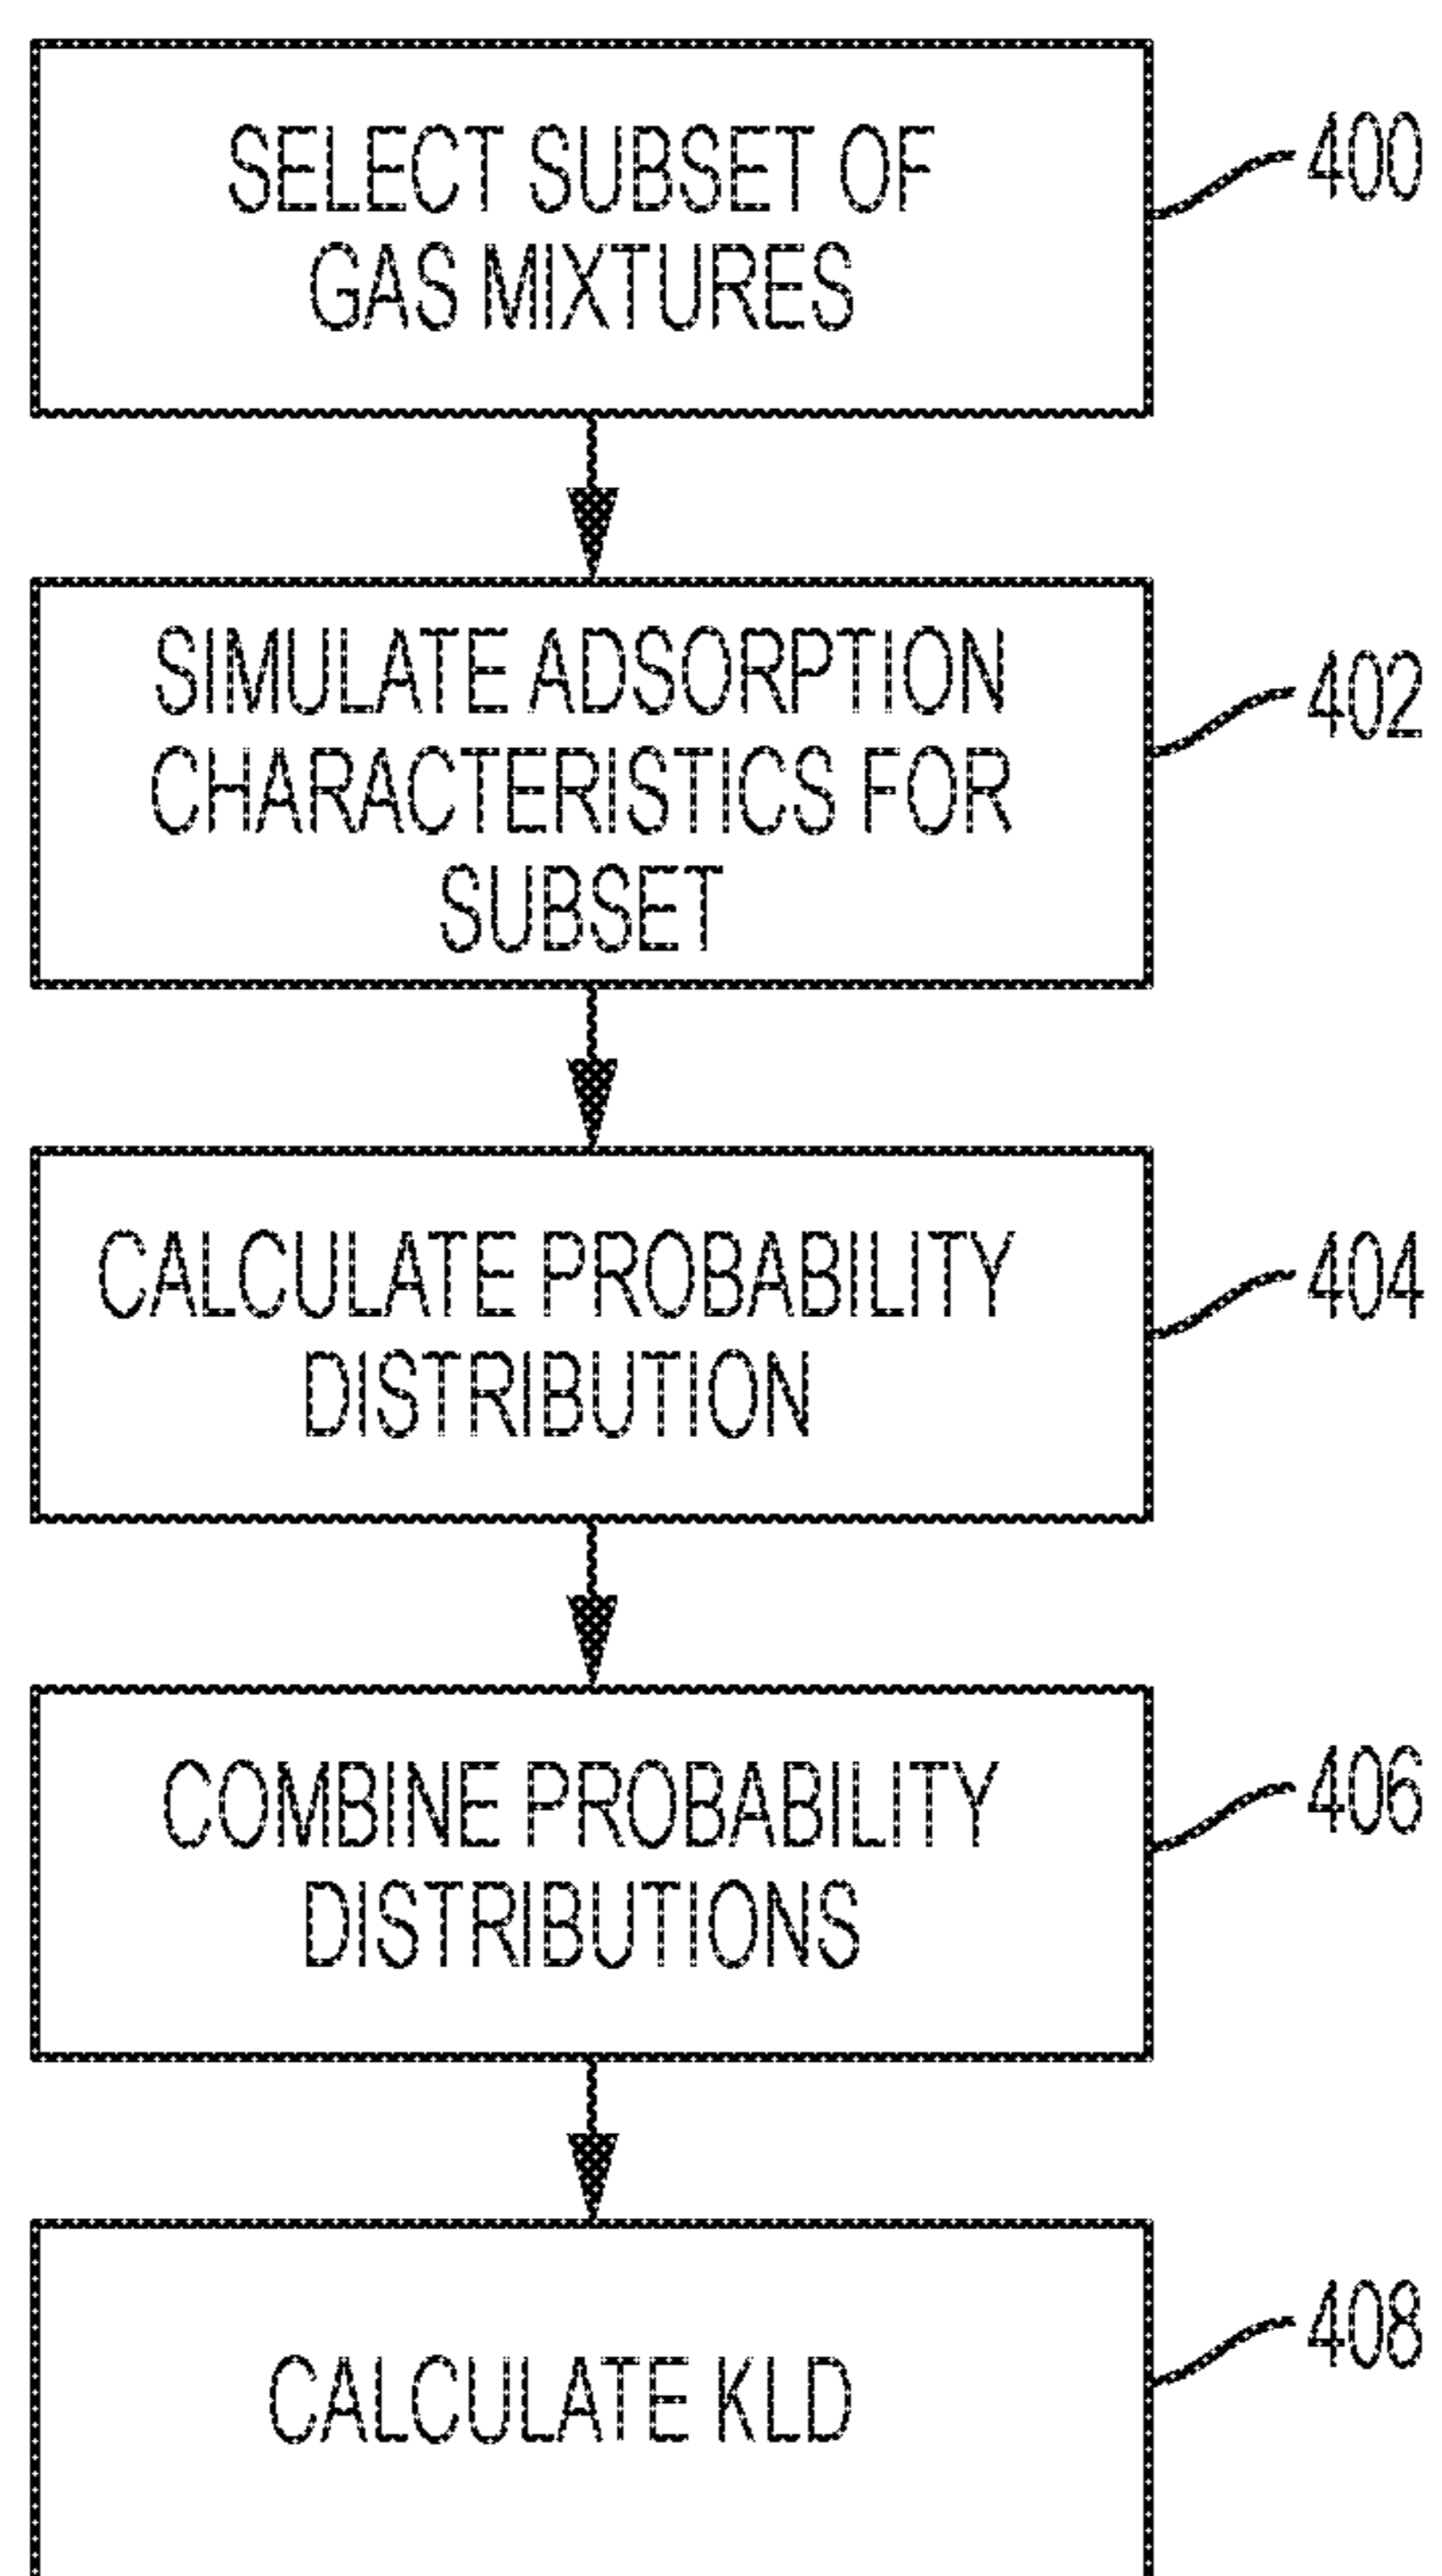 SELECT SUBSET OF
GAS MIXTURES
400
SIMULATE ADSORPTION
CHARACTERISTICS FOR
SUBSET
402
CALCULATE PROBABILITY
DISTRIBUTION
404
COMBINE PROBABILITY
DISTRIBUTIONS
406
CALCULATE KLD
408